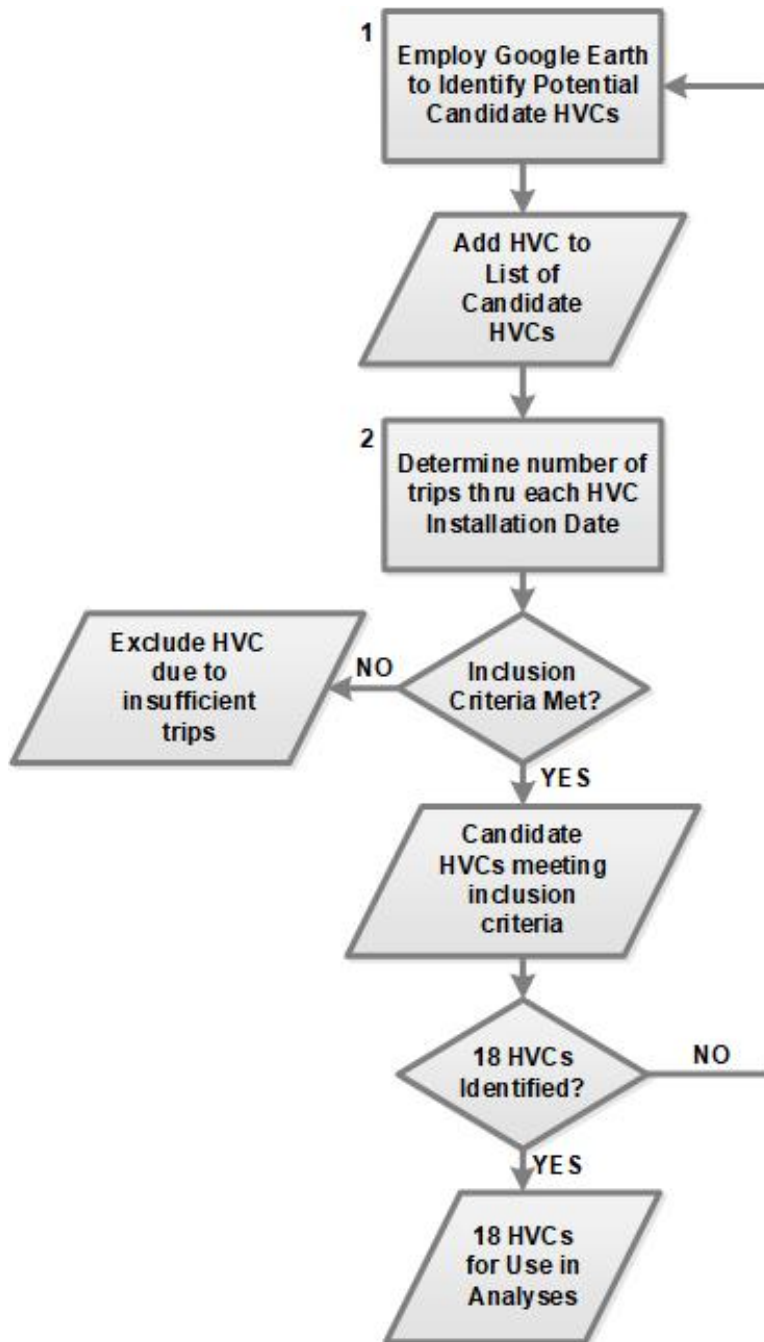 1
Employ Google Earth
to Identify Potential
Candidate HVCs
Add HVC to
List of
Candidate
HVCs
2
Determine number of
trips thru each HVC
Installation Date
Exclude HVC
due to
insufficient
trips
NO
Inclusion
Criteria Met?
YES
Candidate
HVCs meeting
inclusion
criteria
18 HVCs
Identified?
NO
YES
18 HVCs
for Use in
Analyses